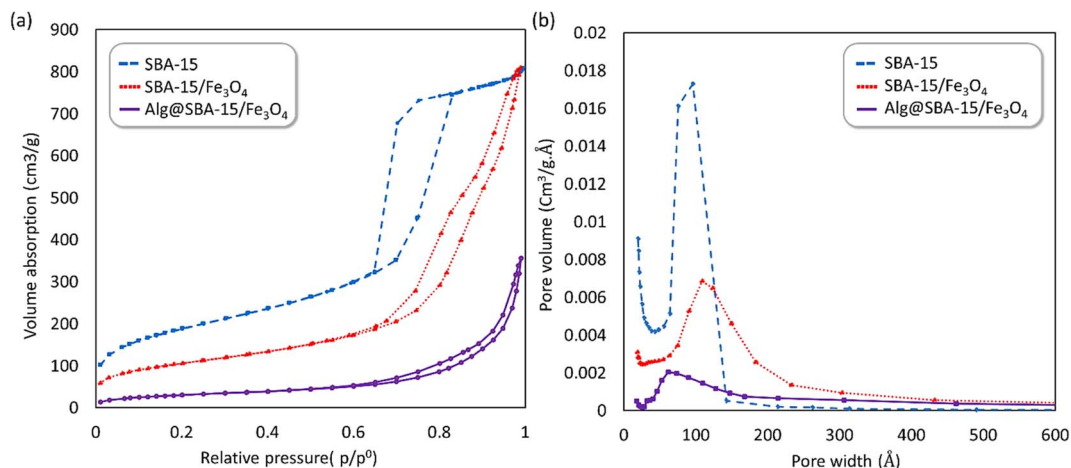 (a)
900
800
700
600
500
400
300
200
100
0
Volume absorption (cm3/g)
SBA-15
SBA-15/Fe₃O₄
Alg@SBA-15/Fe₃O₄
0 0.2 0.4 0.6 0.8 1
Relative pressure( p/p⁰)
(b)
0.02
0.018
0.016
0.014
0.012
0.01
0.008
0.006
0.004
0.002
0
Pore volume (Cm³/g.Å)
SBA-15
SBA-15/Fe₃O₄
Alg@SBA-15/Fe₃O₄
0 100 200 300 400 500 600
Pore width (Å)